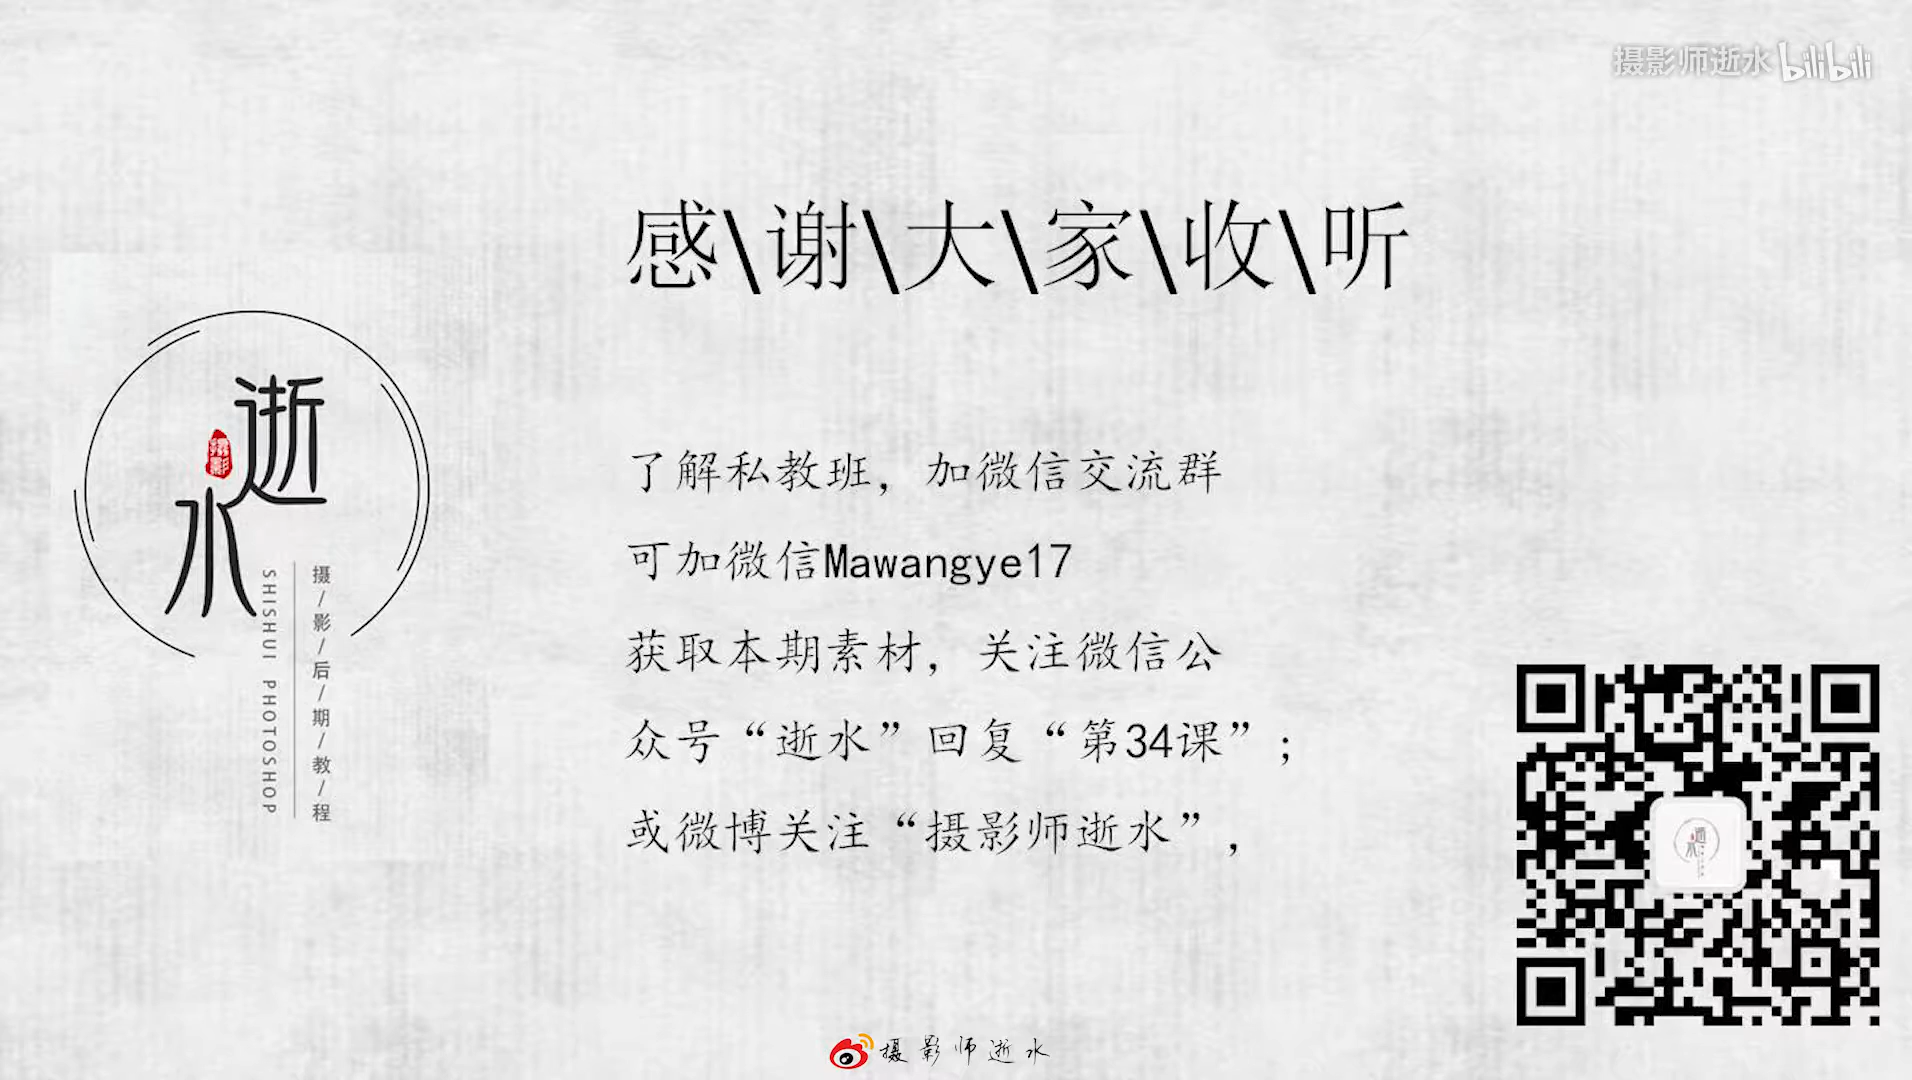 摄影师逝水 bilibili
感\谢\大\家\收\听
逝水
摄影
摄/影/后/期/教/程
SHISHUI PHOTOSHOP
了解私教班，加微信交流群
可加微信Mawangye17
获取本期素材，关注微信公
众号“逝水”回复“第34课”；
或微博关注“摄影师逝水”，
摄影师逝水